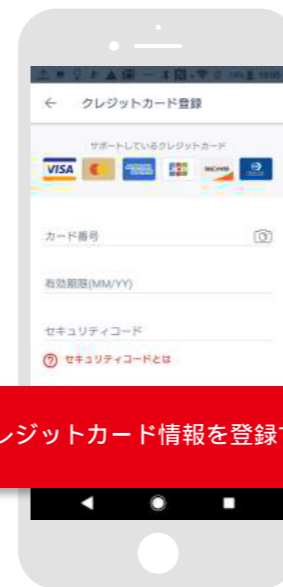 ← クレジットカード登録
サポートしているクレジットカード
VISA
カード番号
有効期限(MM/YY)
セキュリティコード
? セキュリティコードとは
レジットカード情報を登録